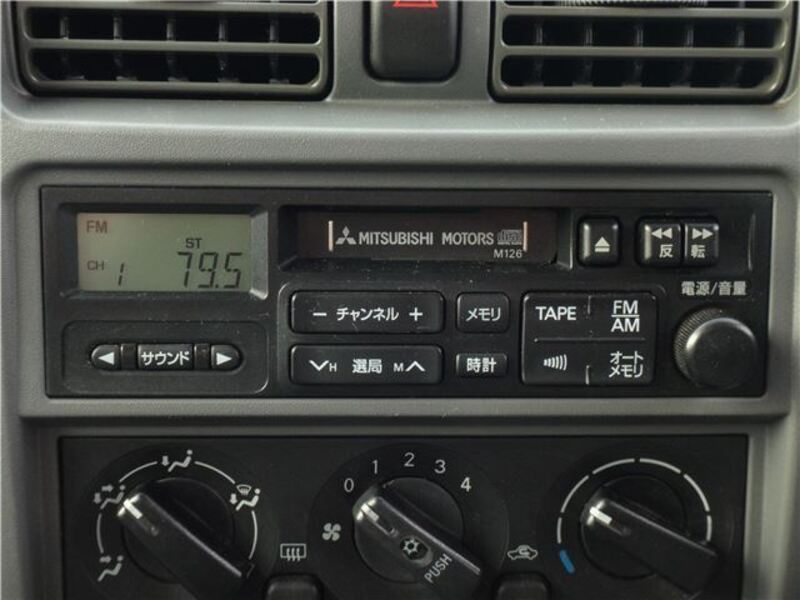 FM
ST
CH 1 79.5
MITSUBISHI MOTORS
M126
反転
電源/音量
− チャンネル +
メモリ
TAPE
FM
AM
サウンド
H 選局 M
時計
オート
メモリ
0 1 2 3 4
PUSH